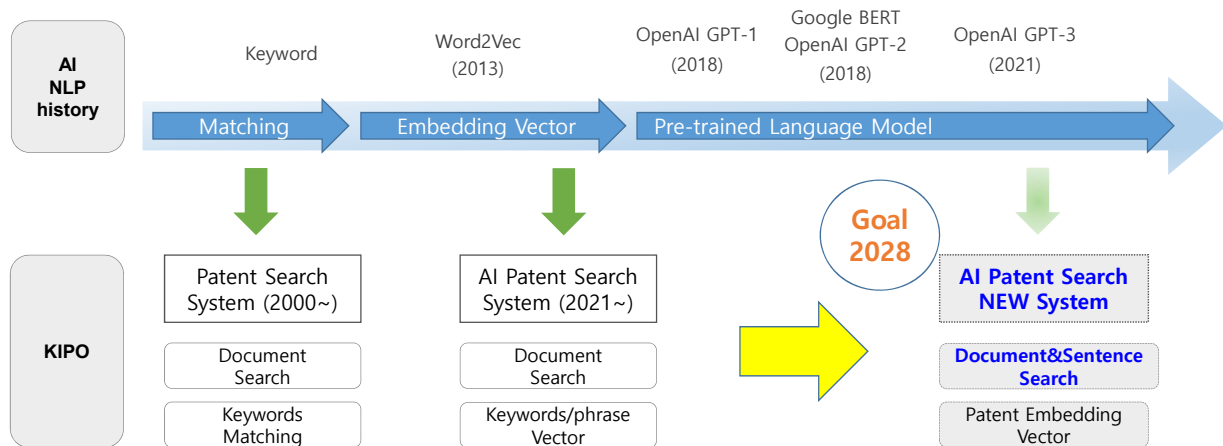 AI
NLP
history
Keyword
Word2Vec
(2013)
OpenAI GPT-1
(2018)
Google BERT
OpenAI GPT-2
(2018)
OpenAI GPT-3
(2021)
Matching
Embedding Vector
Pre-trained Language Model
Goal
2028
KIPO
Patent Search
System (2000~)
Document
Search
Keywords
Matching
AI Patent Search
System (2021~)
Document
Search
Keywords/phrase
Vector
AI Patent Search
NEW System
Document&Sentence
Search
Patent Embedding
Vector